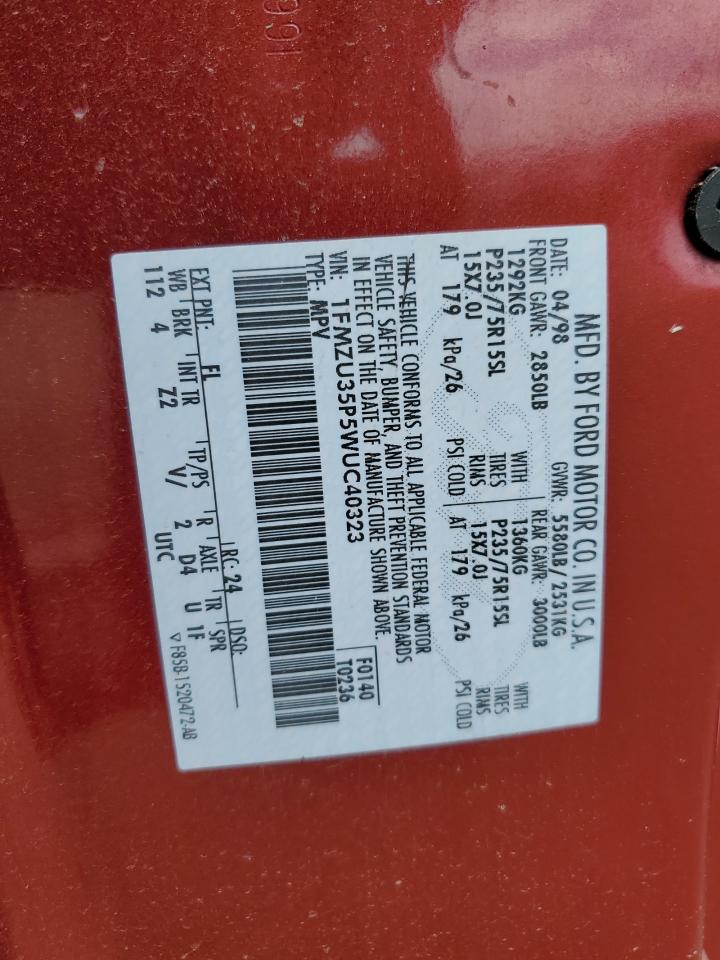 MFD. BY FORD MOTOR CO. IN U.S.A.
DATE: 04/98 GVWR: 5580LB/2531KG
FRONT GAWR: 2850LB REAR GAWR: 3000LB
1292KG WITH 1360KG WITH
P235/75R15SL TIRES P235/75R15SL TIRES
15X7.0J RIMS 15X7.0J RIMS
AT 179 kPa/26 PSI COLD AT 179 kPa/26 PSI COLD
THIS VEHICLE CONFORMS TO ALL APPLICABLE FEDERAL MOTOR
VEHICLE SAFETY, BUMPER, AND THEFT PREVENTION STANDARDS
IN EFFECT ON THE DATE OF MANUFACTURE SHOWN ABOVE.
VIN: 1FMZU35P5WUC40323 F0140
TYPE: MPV T0236
EXT PNT: FL RC: 24 DSO:
WB BRK INT TR TP/PS R AXLE TR SPR
112 4 Z2 V/ 2 D4 U 1F
UTC F85B-1520472-AB